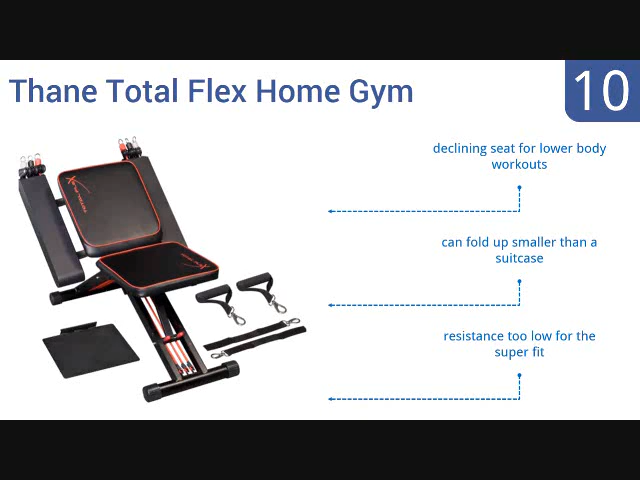 Thane Total Flex Home Gym
10
declining seat for lower body
workouts
can fold up smaller than a
suitcase
resistance too low for the
super fit